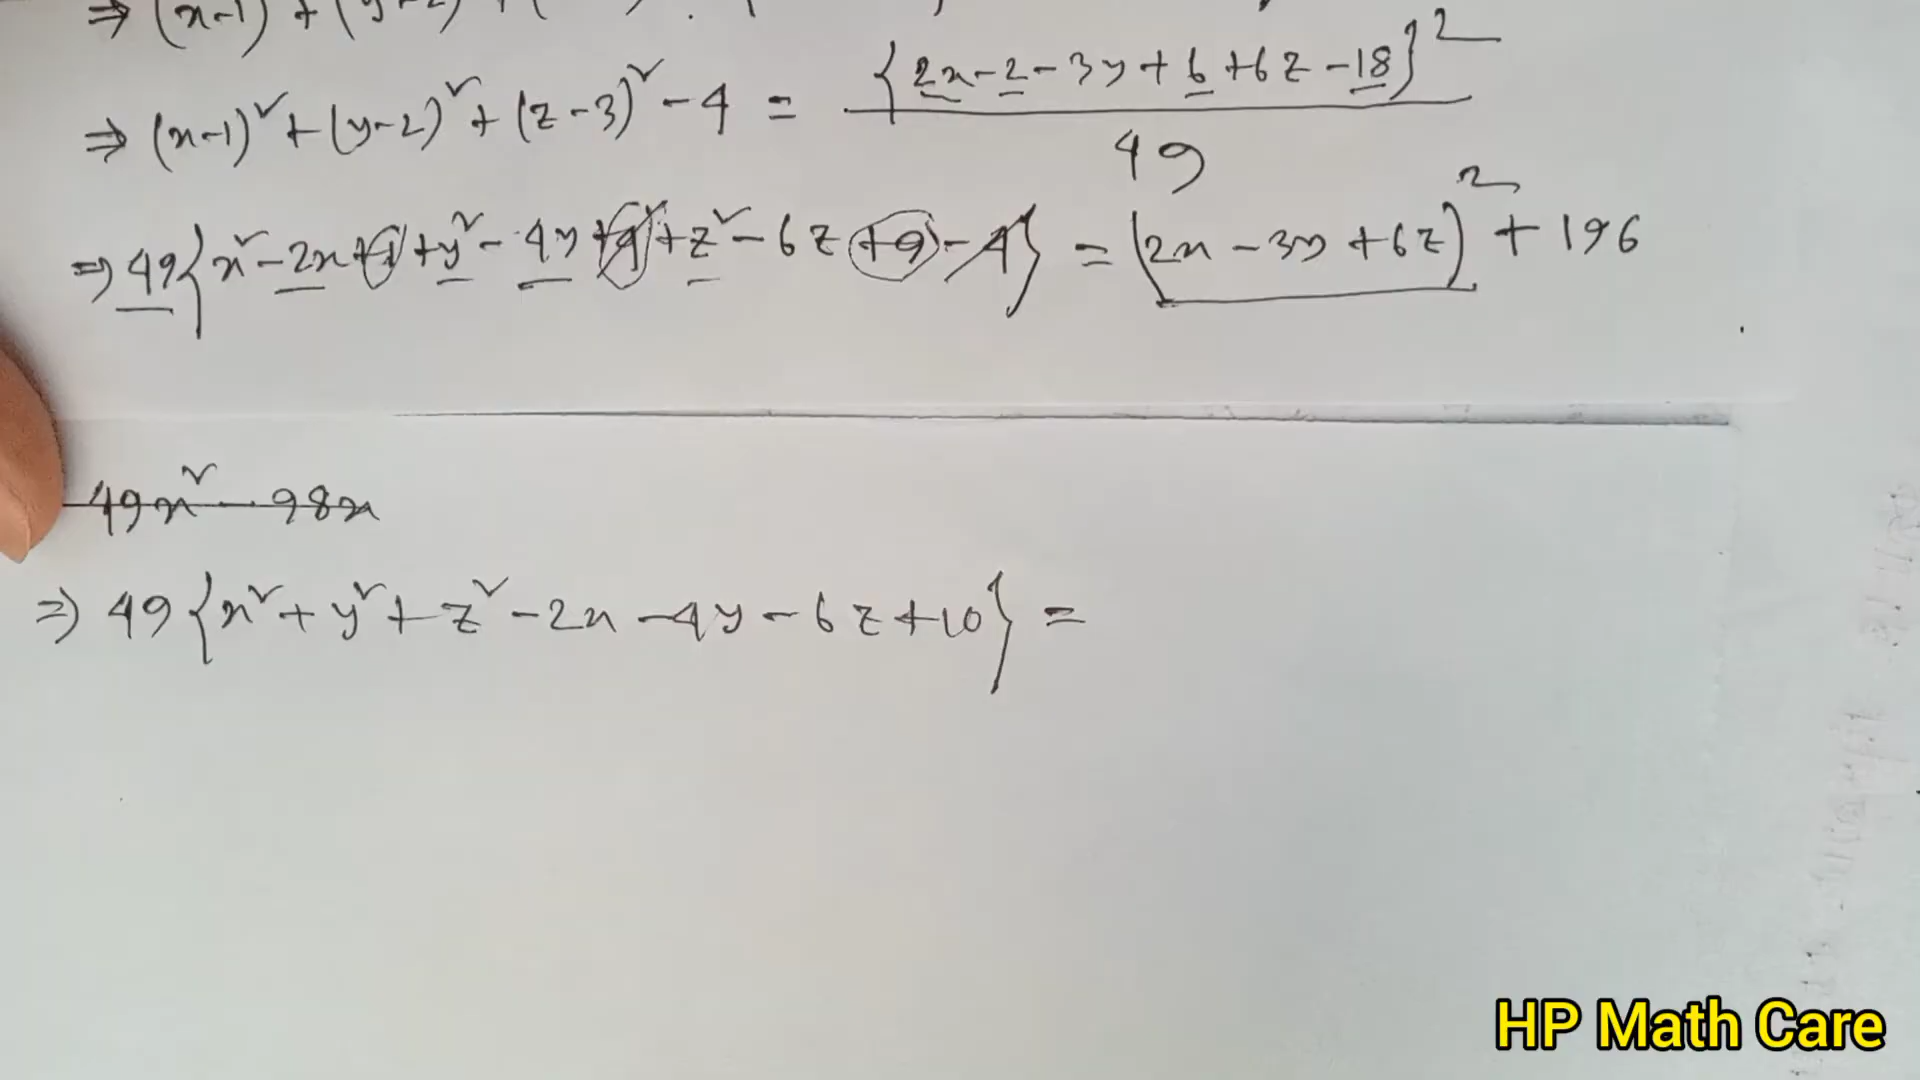 ⇒ (x-1)² + (y-2)² + (z-3)² - 4 = {2x-2-3y+6+6z-18}² / 49
⇒ 49{x²-2x+1+y²-4y+4+z²-6z+9-4} = (2x-3y+6z)² + 196
49x² - 98x
⇒ 49{x²+y²+z²-2x-4y-6z+10} =
HP Math Care